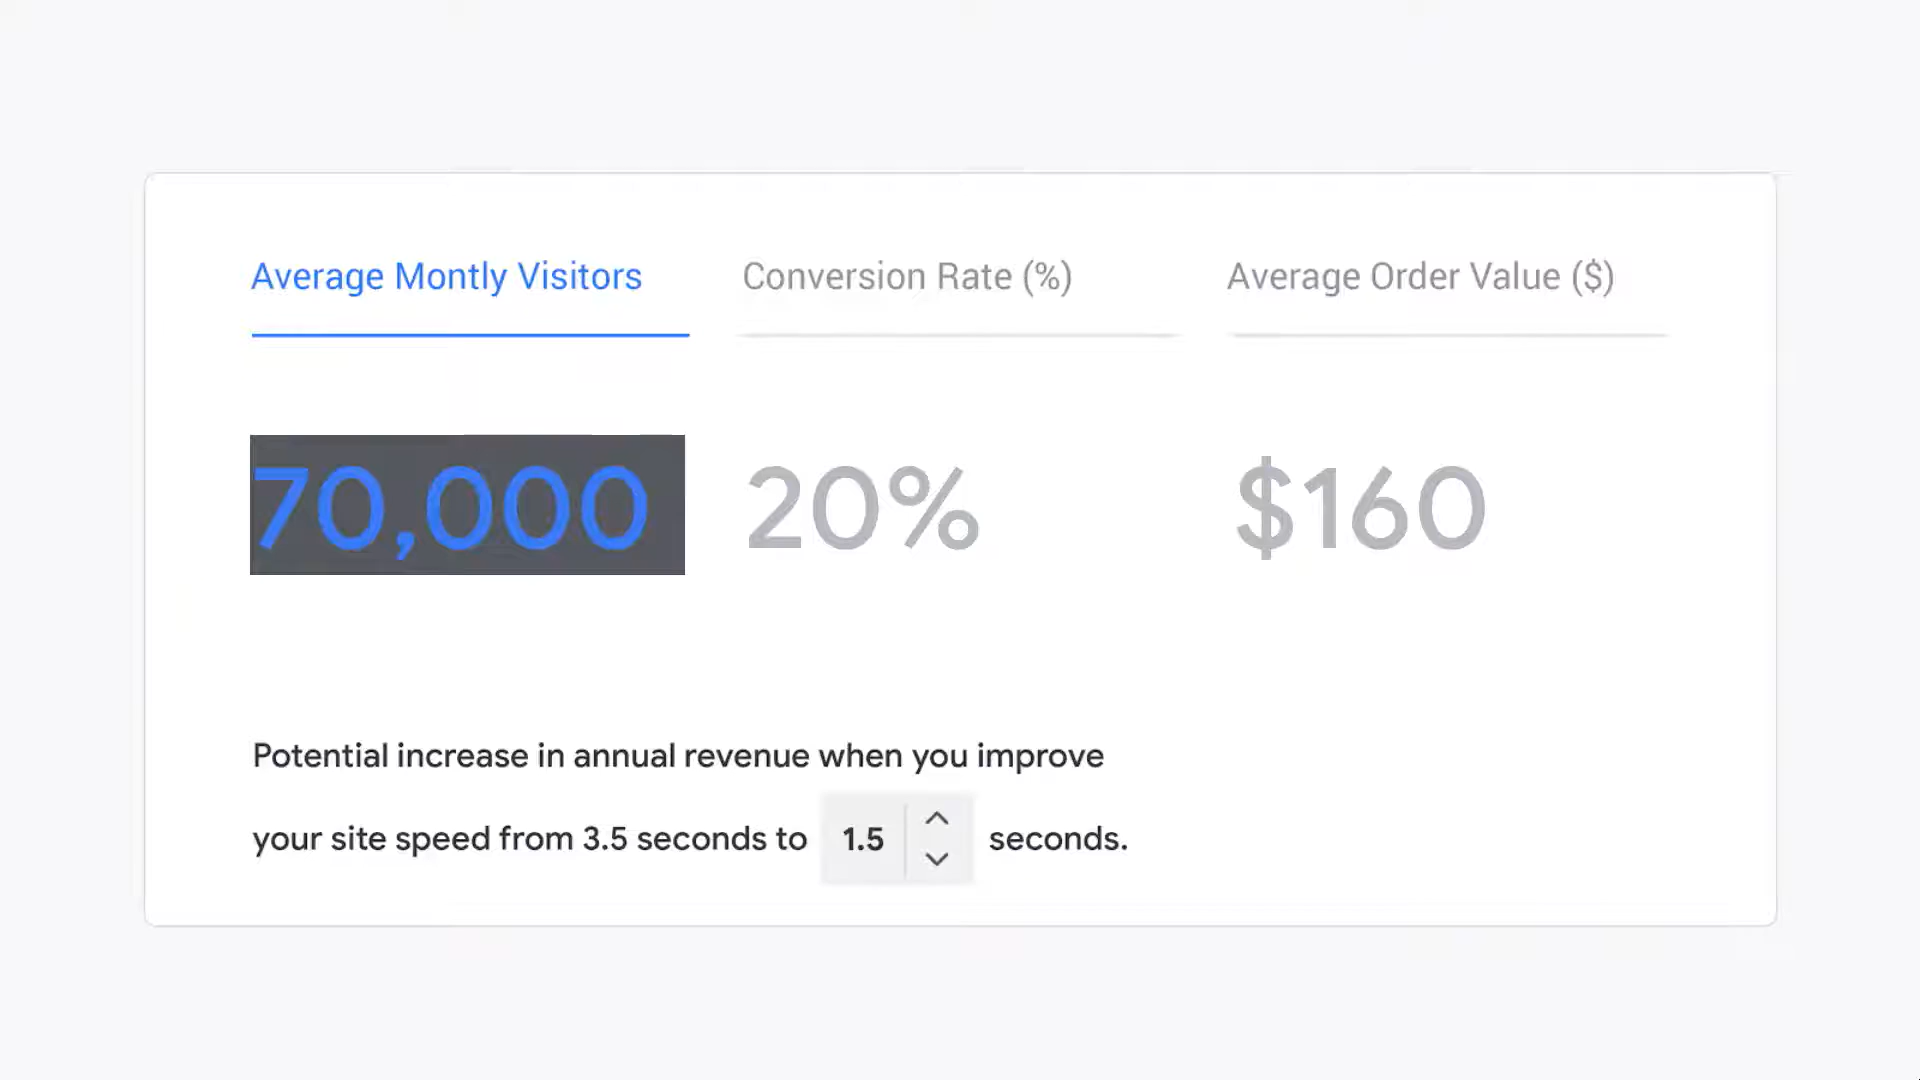 Average Montly Visitors
Conversion Rate (%)
Average Order Value ($)
70,000
20%
$160
Potential increase in annual revenue when you improve
your site speed from 3.5 seconds to 1.5 seconds.